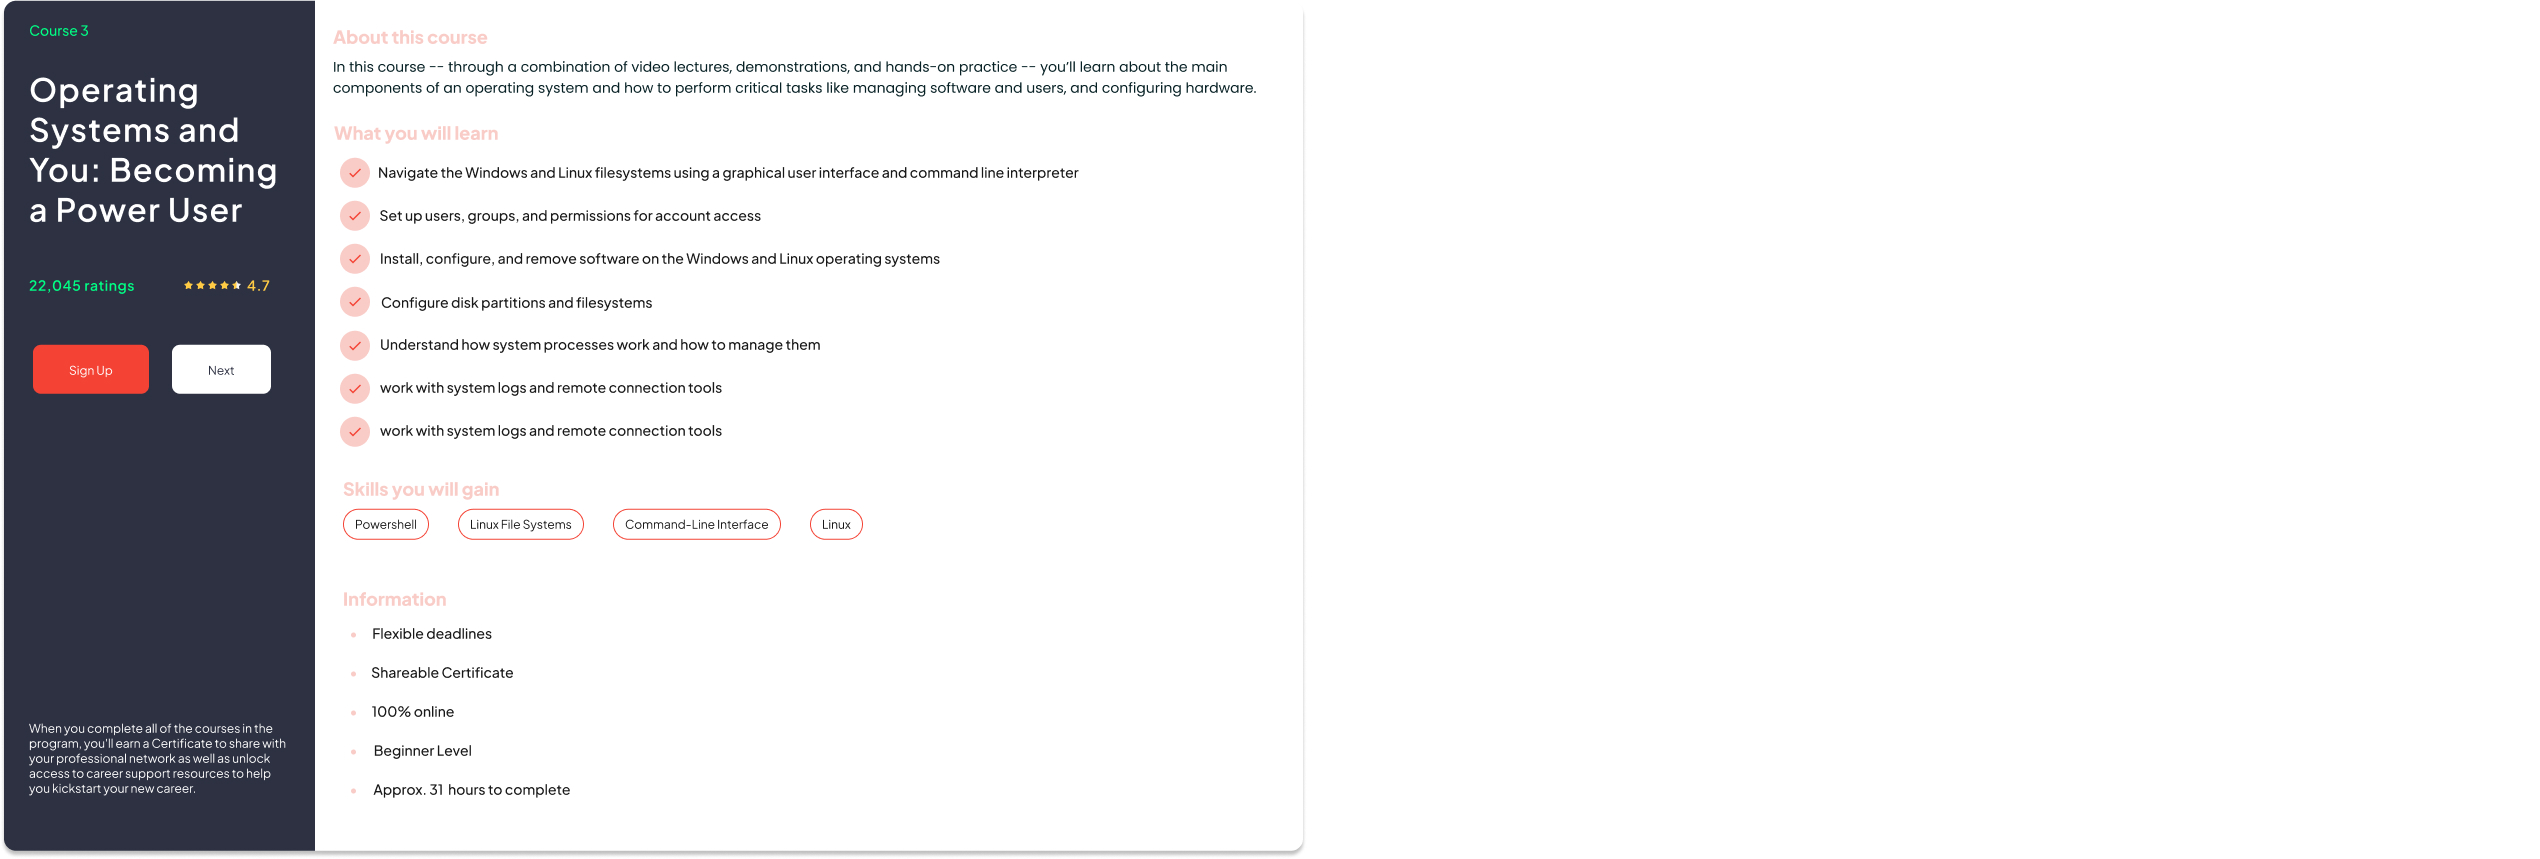 Course 3
Operating
Systems and
You: Becoming
a Power User
22,045 ratings
4.7
Sign Up
Next
When you complete all of the courses in the
program, you'll earn a Certificate to share with
your professional network as well as unlock
access to career support resources to help
you kickstart your new career.
About this course
In this course -- through a combination of video lectures, demonstrations, and hands-on practice -- you'll learn about the main
components of an operating system and how to perform critical tasks like managing software and users, and configuring hardware.
What you will learn
Navigate the Windows and Linux filesystems using a graphical user interface and command line interpreter
Set up users, groups, and permissions for account access
Install, configure, and remove software on the Windows and Linux operating systems
Configure disk partitions and filesystems
Understand how system processes work and how to manage them
work with system logs and remote connection tools
work with system logs and remote connection tools
Skills you will gain
Powershell
Linux File Systems
Command-Line Interface
Linux
Information
Flexible deadlines
Shareable Certificate
100% online
Beginner Level
Approx. 31 hours to complete